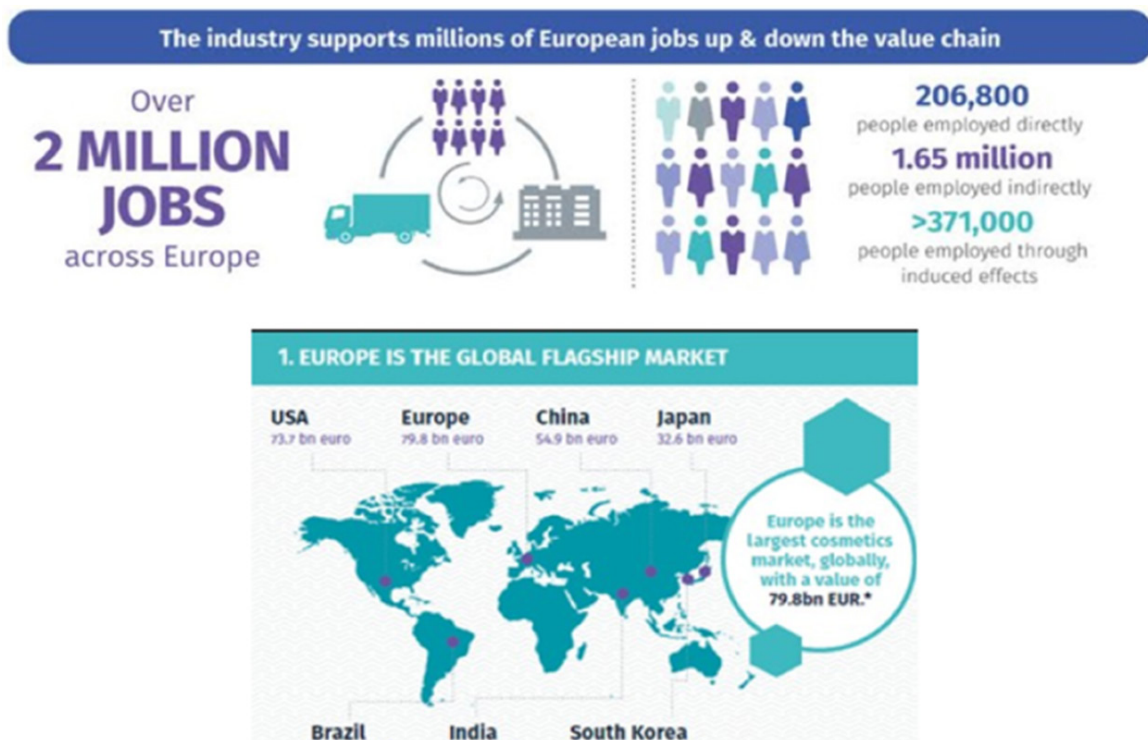 The industry supports millions of European jobs up & down the value chain
Over
2 MILLION
JOBS
across Europe
206,800
people employed directly
1.65 million
people employed indirectly
>371,000
people employed through
induced effects
1. EUROPE IS THE GLOBAL FLAGSHIP MARKET
USA
73.7 bn euro
Europe
79.8 bn euro
China
54.9 bn euro
Japan
32.6 bn euro
Europe is the
largest cosmetics
market, globally,
with a value of
79.8bn EUR.*
Brazil
India
South Korea